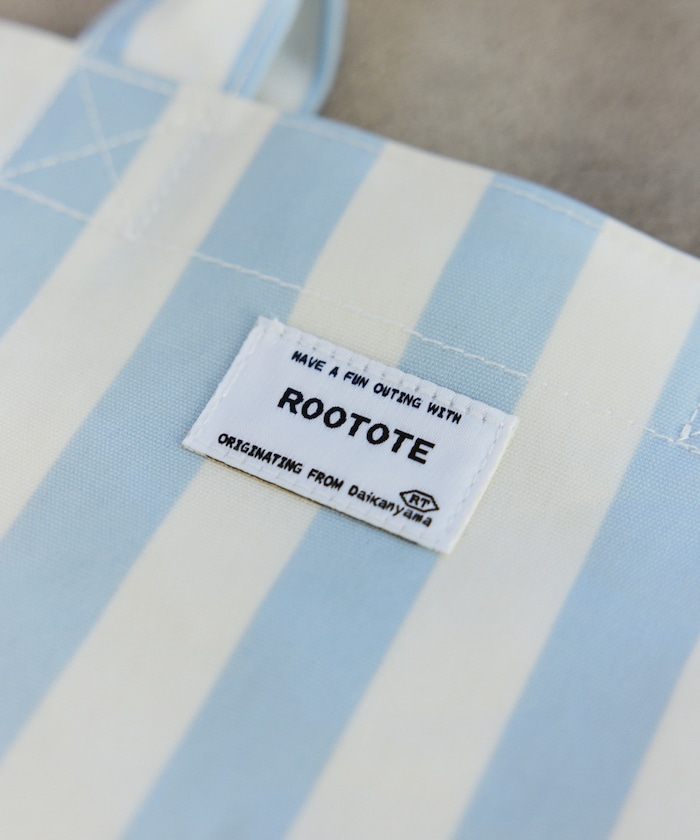 HAVE A FUN OUTING WITH
ROOTOTE
ORIGINATING FROM Daikanyama
RT